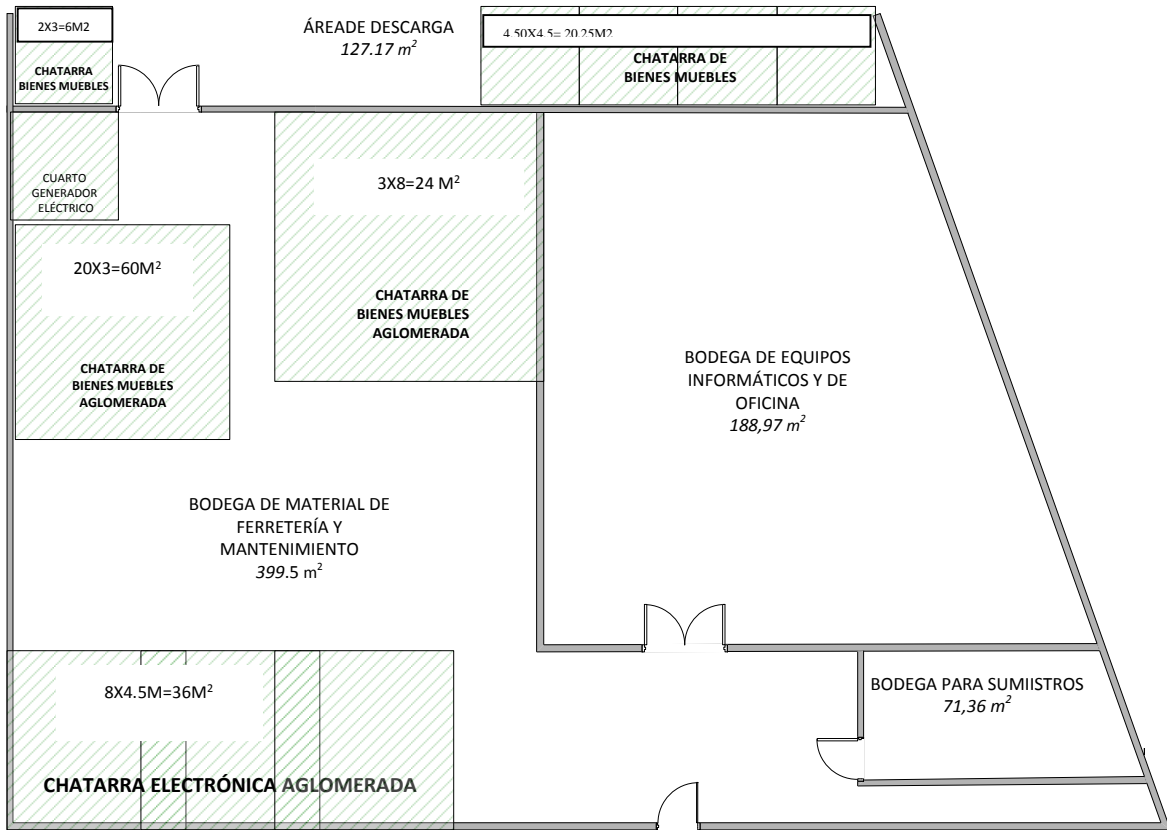 2X3=6M2
CHATARRA
BIENES MUEBLES
ÁREADE DESCARGA
127.17 m²
4.50X4.5= 20.25M2
CHATARRA DE
BIENES MUEBLES
CUARTO
GENERADOR
ELÉCTRICO
3X8=24 M²
CHATARRA DE
BIENES MUEBLES
AGLOMERADA
20X3=60M²
CHATARRA DE
BIENES MUEBLES
AGLOMERADA
BODEGA DE EQUIPOS
INFORMÁTICOS Y DE
OFICINA
188,97 m²
BODEGA DE MATERIAL DE
FERRETERÍA Y
MANTENIMIENTO
399.5 m²
8X4.5M=36M²
CHATARRA ELECTRÓNICA AGLOMERADA
BODEGA PARA SUMIISTROS
71,36 m²